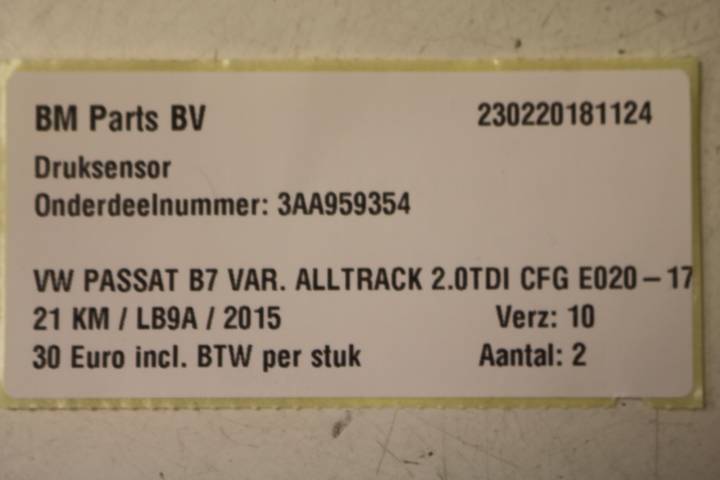 BM Parts BV 230220181124
Druksensor
Onderdeelnummer: 3AA959354
VW PASSAT B7 VAR. ALLTRACK 2.0TDI CFG E020-17
21 KM / LB9A / 2015 Verz: 10
30 Euro incl. BTW per stuk Aantal: 2